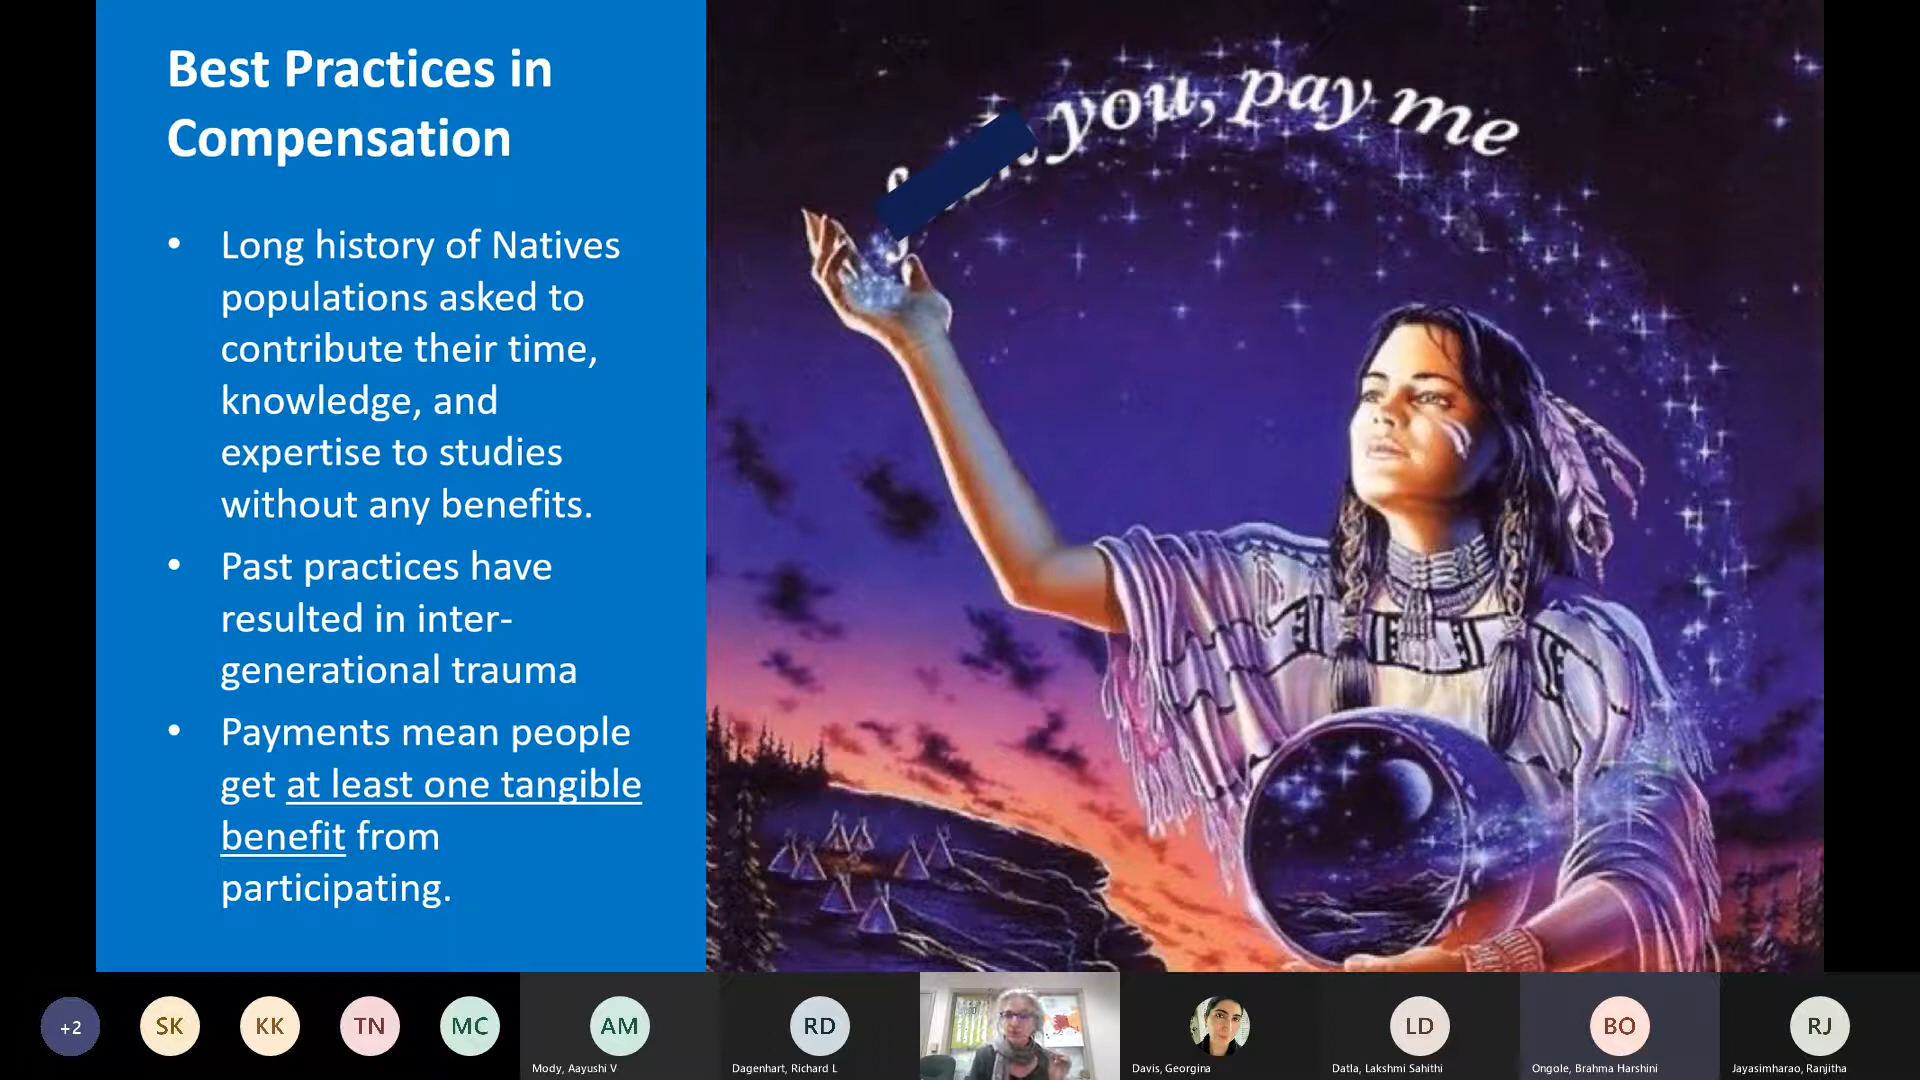 Best Practices in
Compensation
• Long history of Natives
populations asked to
contribute their time,
knowledge, and
expertise to studies
without any benefits.
• Past practices have
resulted in inter-
generational trauma
• Payments mean people
get at least one tangible
benefit from
participating.
you, pay me
+2
SK
KK
TN
MC
AM
RD
LD
BO
RJ
Mody, Aayushi V
Dagenhart, Richard L
Davis, Georgina
Datla, Lakshmi Sahithi
Ongole, Brahma Harshini
Jayasimharao, Ranjitha